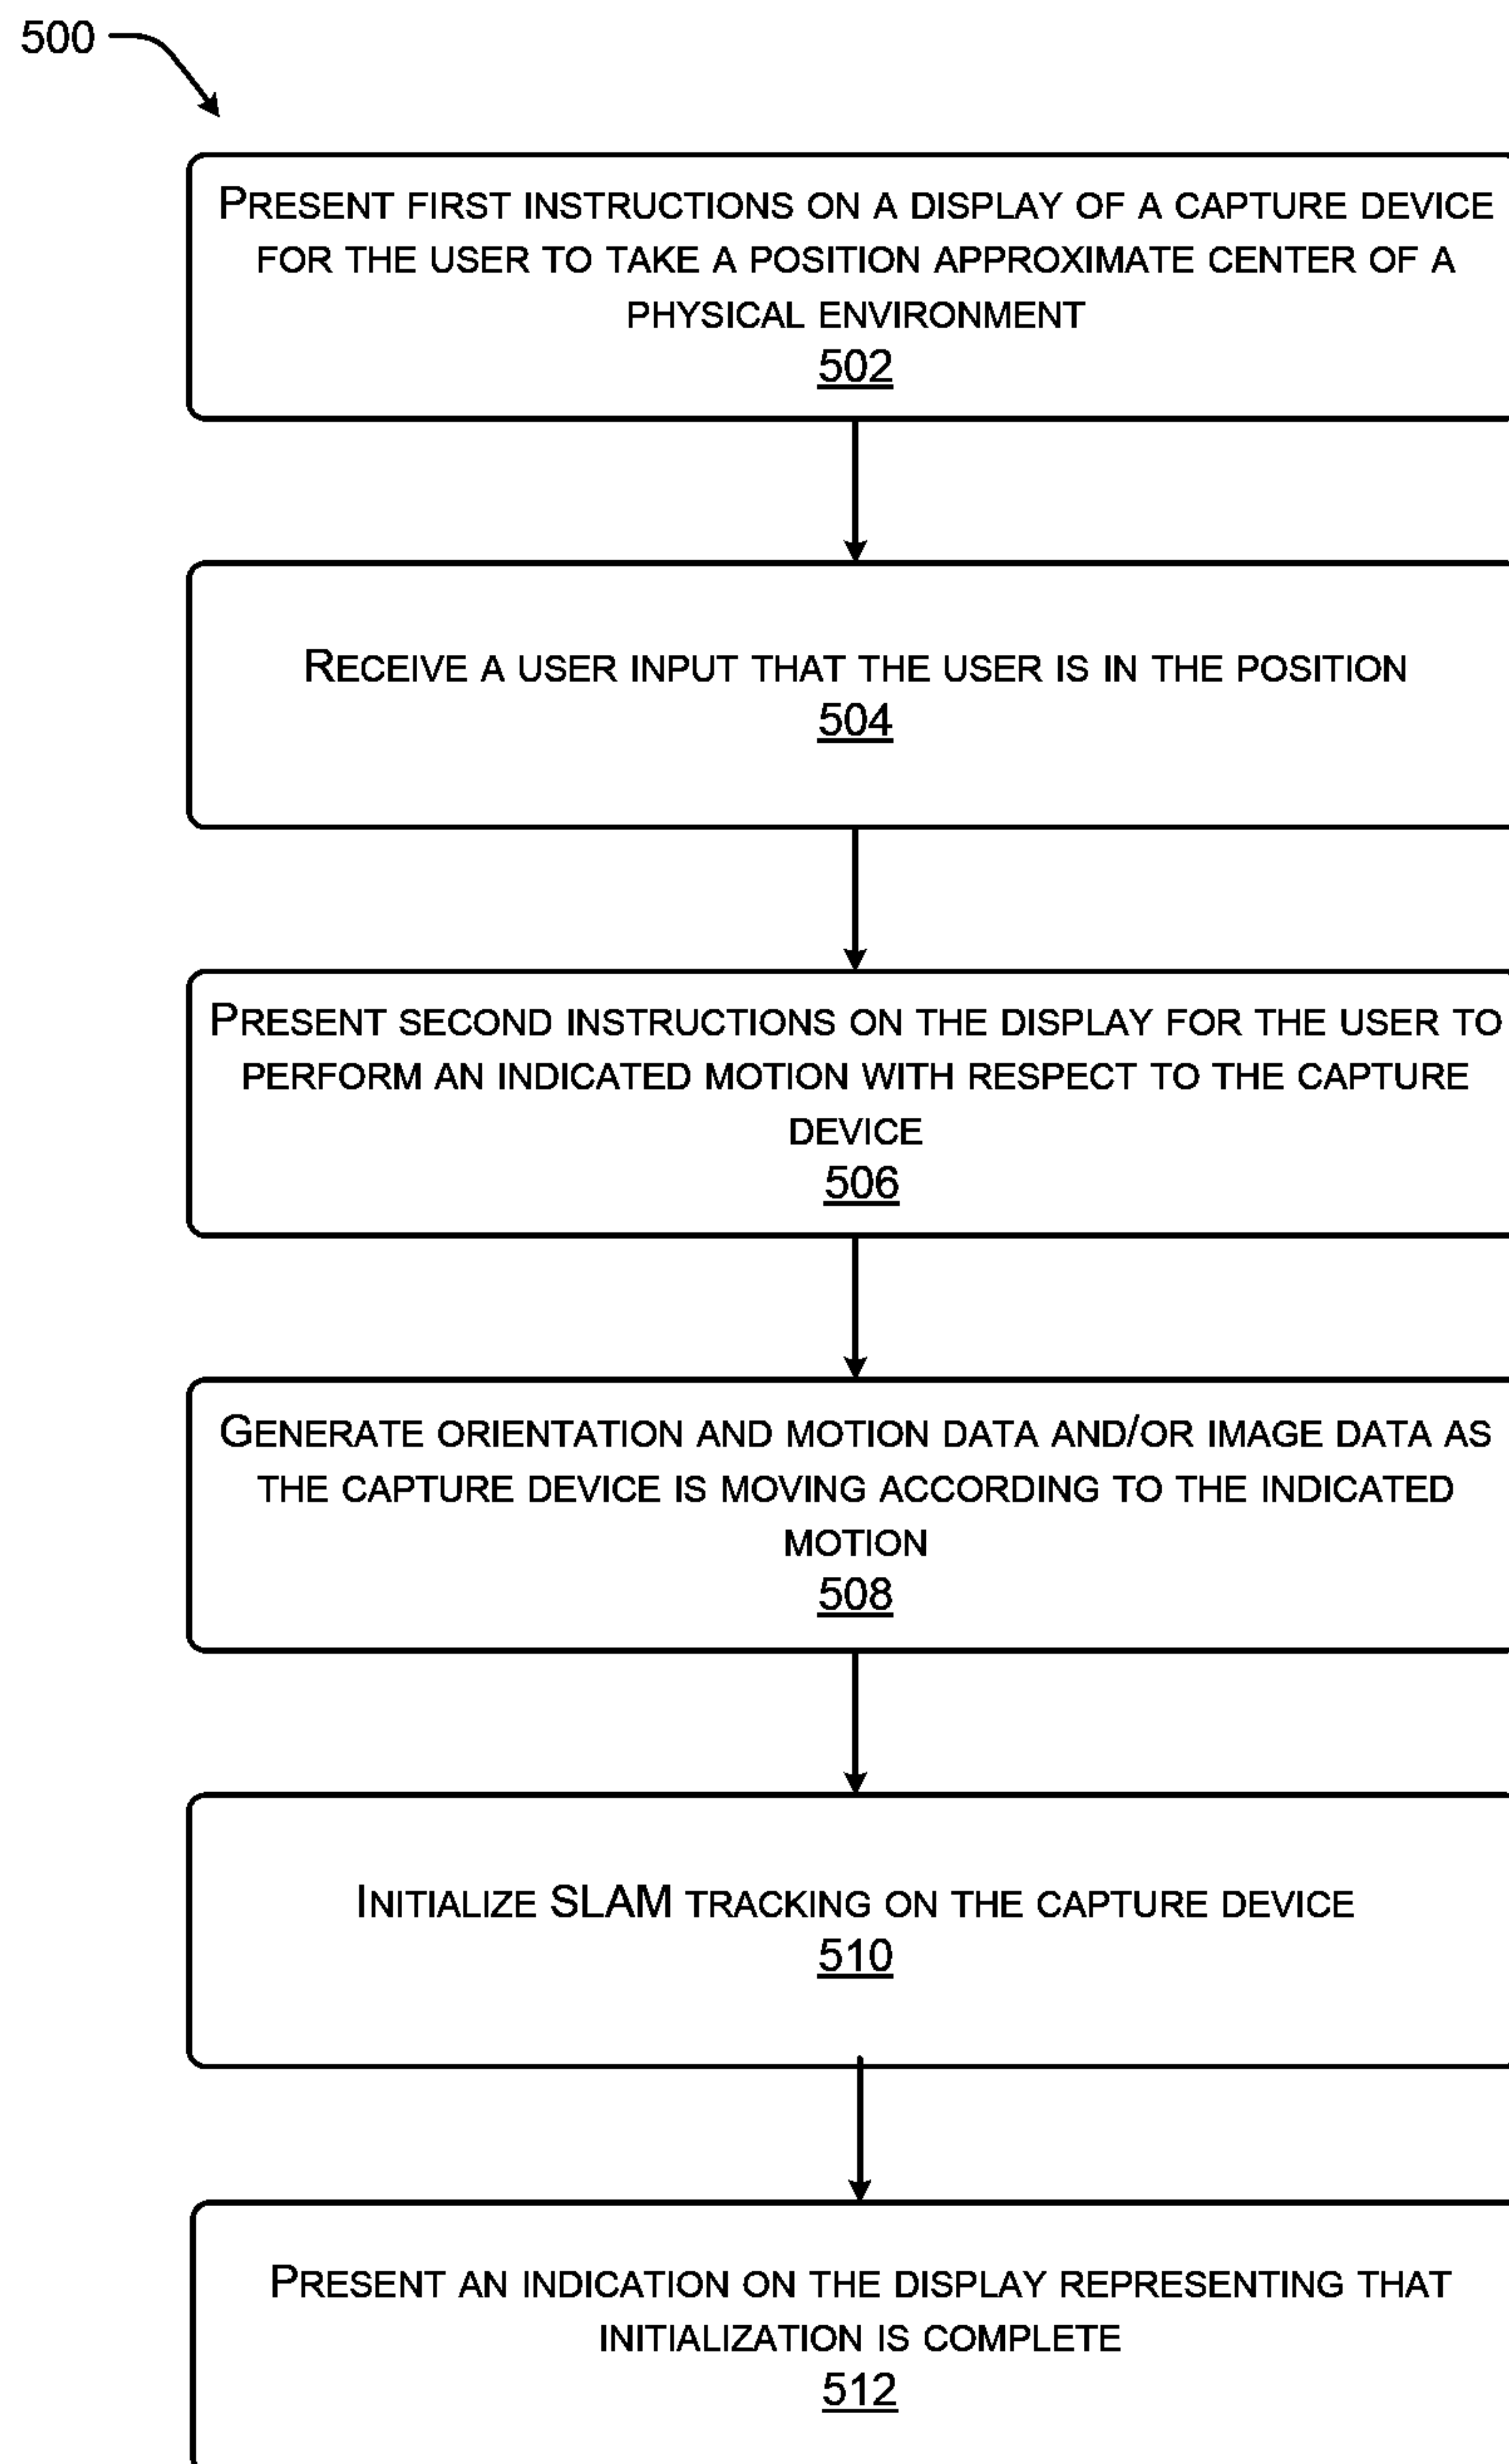 500
PRESENT FIRST INSTRUCTIONS ON A DISPLAY OF A CAPTURE DEVICE
FOR THE USER TO TAKE A POSITION APPROXIMATE CENTER OF A
PHYSICAL ENVIRONMENT
502
RECEIVE A USER INPUT THAT THE USER IS IN THE POSITION
504
PRESENT SECOND INSTRUCTIONS ON THE DISPLAY FOR THE USER TO
PERFORM AN INDICATED MOTION WITH RESPECT TO THE CAPTURE
DEVICE
506
GENERATE ORIENTATION AND MOTION DATA AND/OR IMAGE DATA AS
THE CAPTURE DEVICE IS MOVING ACCORDING TO THE INDICATED
MOTION
508
INITIALIZE SLAM TRACKING ON THE CAPTURE DEVICE
510
PRESENT AN INDICATION ON THE DISPLAY REPRESENTING THAT
INITIALIZATION IS COMPLETE
512